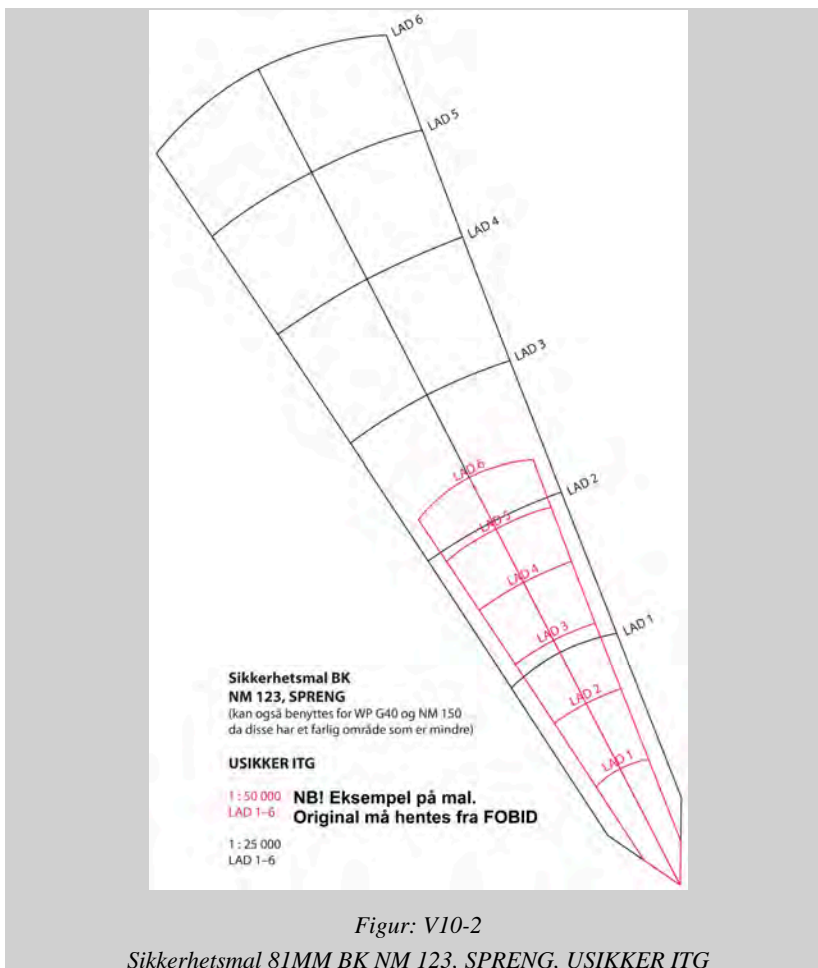 LAD 6
LAD 5
LAD 4
LAD 3
LAD 6
LAD 2
LAD 5
LAD 4
LAD 3
LAD 1
LAD 2
LAD 1
Sikkerhetsmal BK
NM 123, SPRENG
(kan også benyttes for WP G40 og NM 150
da disse har et farlig område som er mindre)
USIKKER ITG
1 : 50 000
LAD 1–6
NB! Eksempel på mal.
Original må hentes fra FOBID
1 : 25 000
LAD 1–6
Figur: V10-2
Sikkerhetsmal 81MM BK NM 123, SPRENG, USIKKER ITG